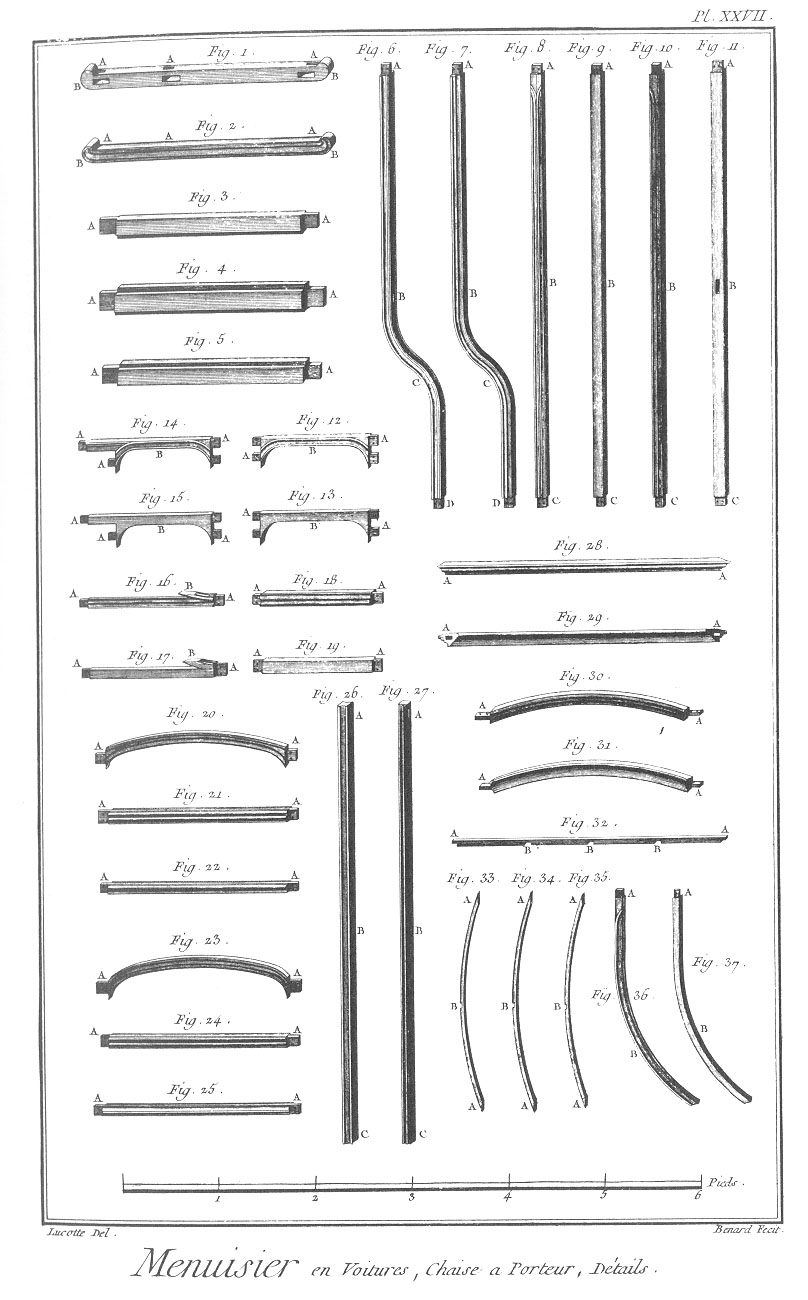 Pl. XXVII.
Fig. 1.
A A A
B B
Fig. 2.
A A A
B B
Fig. 3.
A A
Fig. 4.
A A
Fig. 5.
A A
Fig. 6. Fig. 7. Fig. 8. Fig. 9. Fig. 10. Fig. 11.
A A A A A A
B B B B B B
C C
D D C C C C
Fig. 14. Fig. 12.
A A A
B B
A A
Fig. 15. Fig. 13.
A A A
B B
A A A
Fig. 16. Fig. 18.
B
A A A A
Fig. 17. Fig. 19.
B
A A A A
Fig. 20.
A A
Fig. 21.
A A
Fig. 22.
A A
Fig. 23.
A A
Fig. 24.
A A
Fig. 25.
A A
Fig. 26. Fig. 27.
A A
B B
C C
Fig. 28.
A A
Fig. 29.
A A
Fig. 30.
A A
Fig. 31.
A A
Fig. 32.
A A
B B B
Fig. 33. Fig. 34. Fig. 35.
A A A A A
Fig. 37.
Fig. 36.
B B B
B B
A A A
1 2 3 4 5 6 Pieds.
Lucotte Del. Benard Fecit.
Menuisier en Voitures, Chaise a Porteur, Détails.